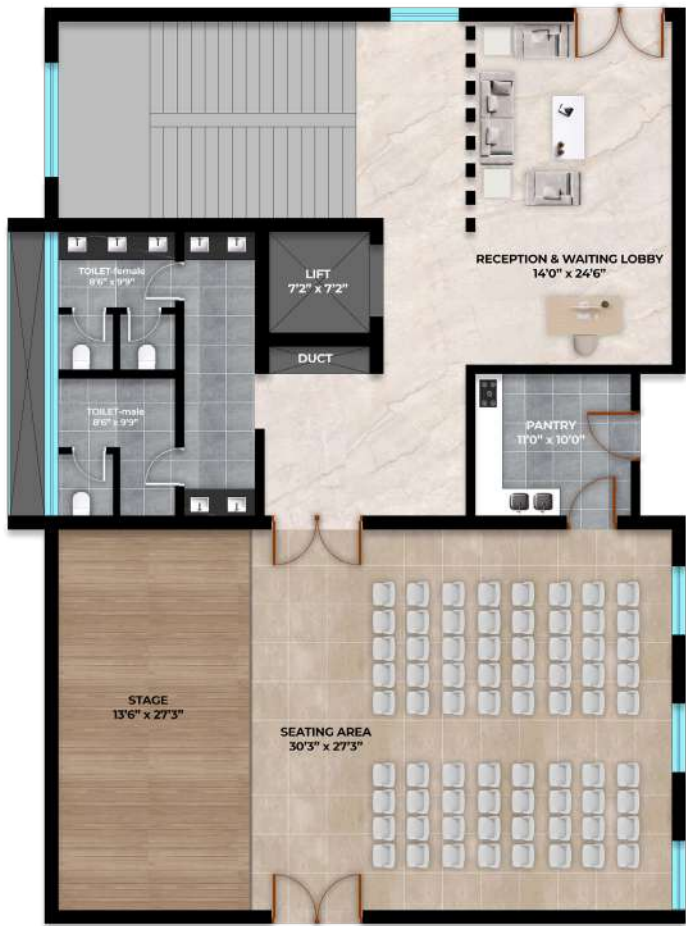 RECEPTION & WAITING LOBBY
14'0" x 24'6"
TOILET-female
8'6" x 9'9"
LIFT
7'2" x 7'2"
DUCT
TOILET-male
8'6" x 9'9"
PANTRY
11'0" x 10'0"
STAGE
13'6" x 27'3"
SEATING AREA
30'3" x 27'3"